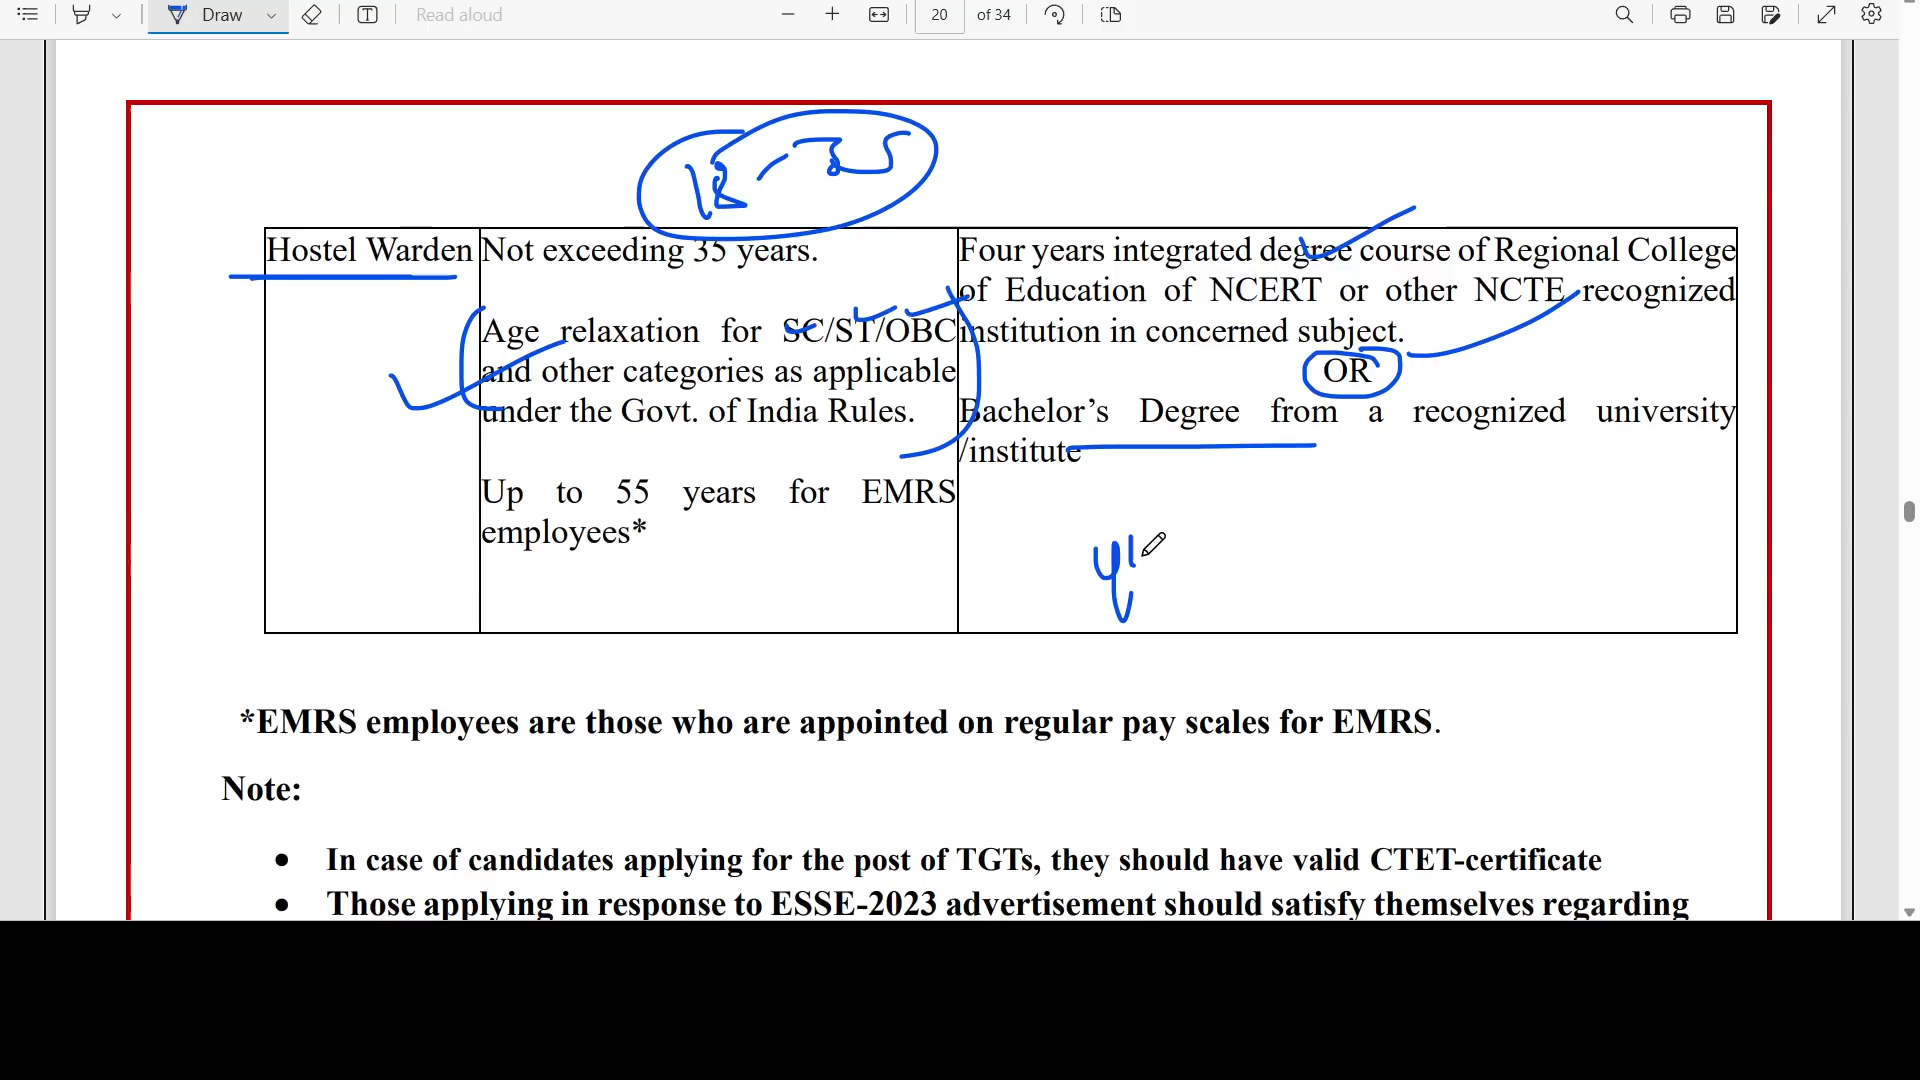 Draw
Read aloud
20 of 34
18-35
Hostel Warden
Not exceeding 35 years.
Age relaxation for SC/ST/OBC
and other categories as applicable
under the Govt. of India Rules.
Up to 55 years for EMRS
employees*
Four years integrated degree course of Regional College
of Education of NCERT or other NCTE recognized
institution in concerned subject.
OR
Bachelor’s Degree from a recognized university
/institute
*EMRS employees are those who are appointed on regular pay scales for EMRS.
Note:
• In case of candidates applying for the post of TGTs, they should have valid CTET-certificate
• Those applying in response to ESSE-2023 advertisement should satisfy themselves regarding